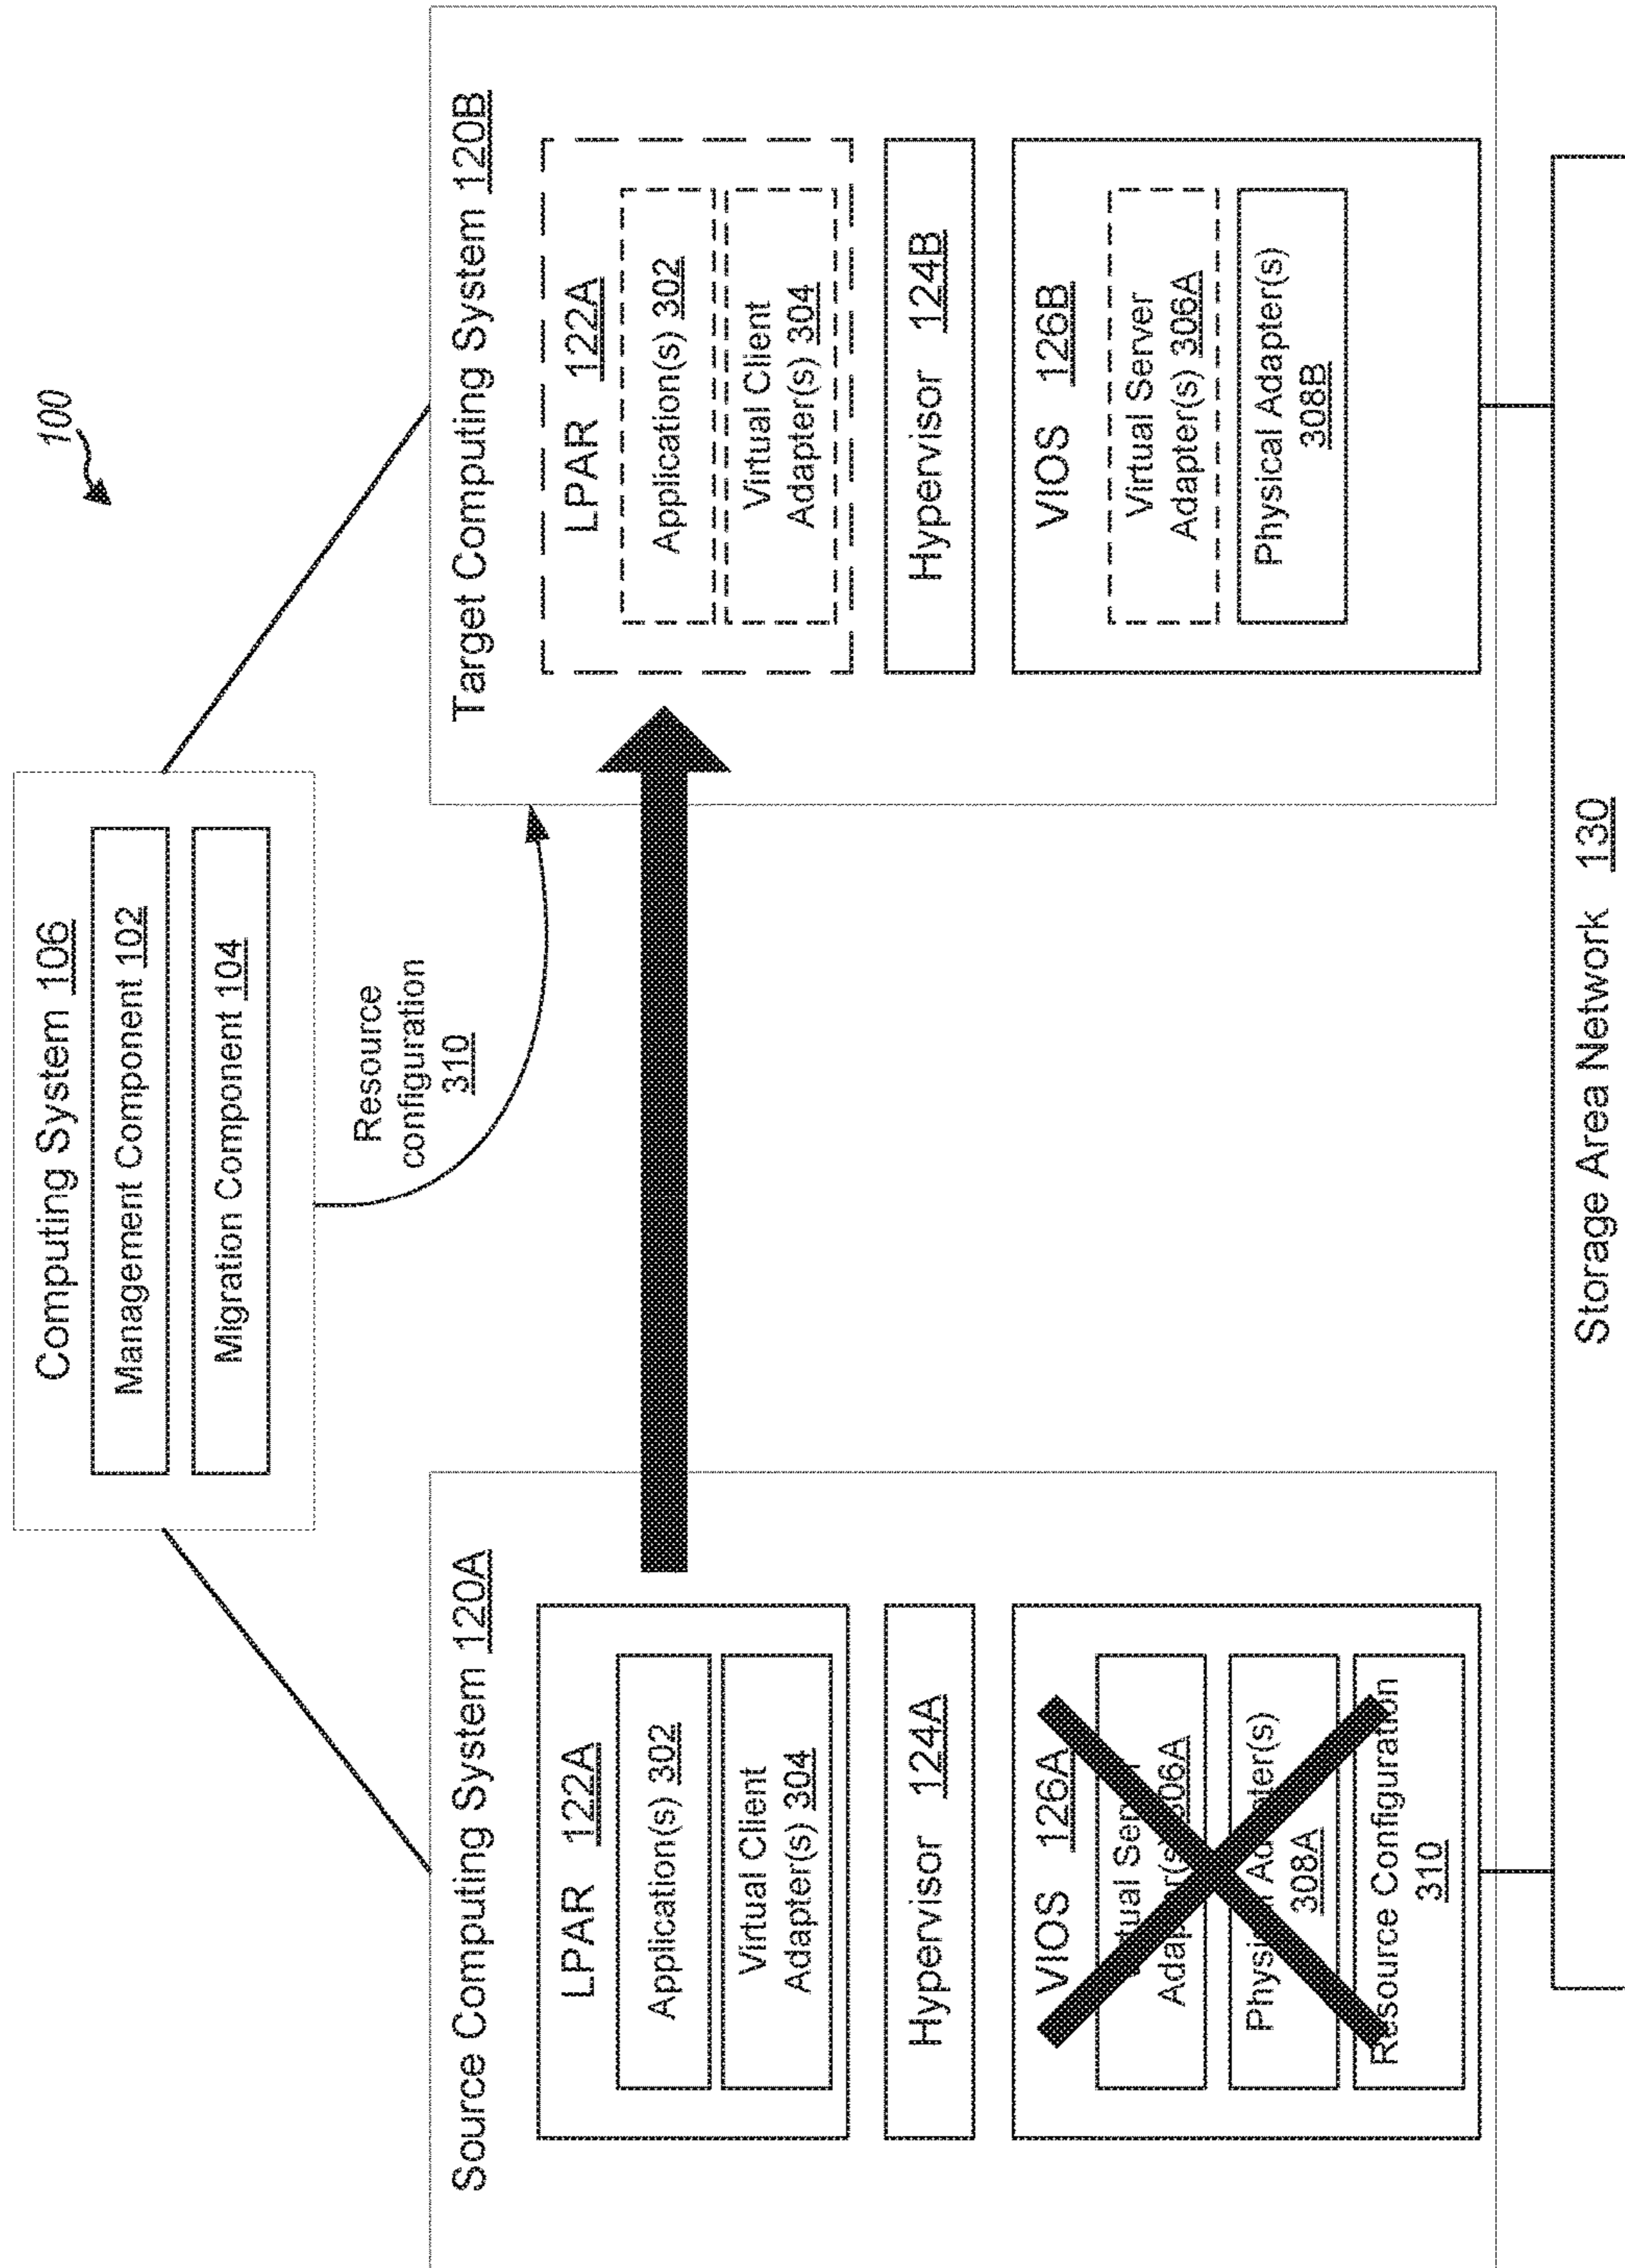 100
Computing System 106
Management Component 102
Migration Component 104
Resource
configuration
310
Source Computing System 120A
LPAR 122A
Application(s) 302
Virtual Client
Adapter(s) 304
Hypervisor 124A
VIOS 126A
308A
Resource Configuration
310
Target Computing System 120B
LPAR 122A
Application(s) 302
Virtual Client
Adapter(s) 304
Hypervisor 124B
VIOS 126B
Virtual Server
Adapter(s) 306A
Physical Adapter(s)
308B
Storage Area Network 130